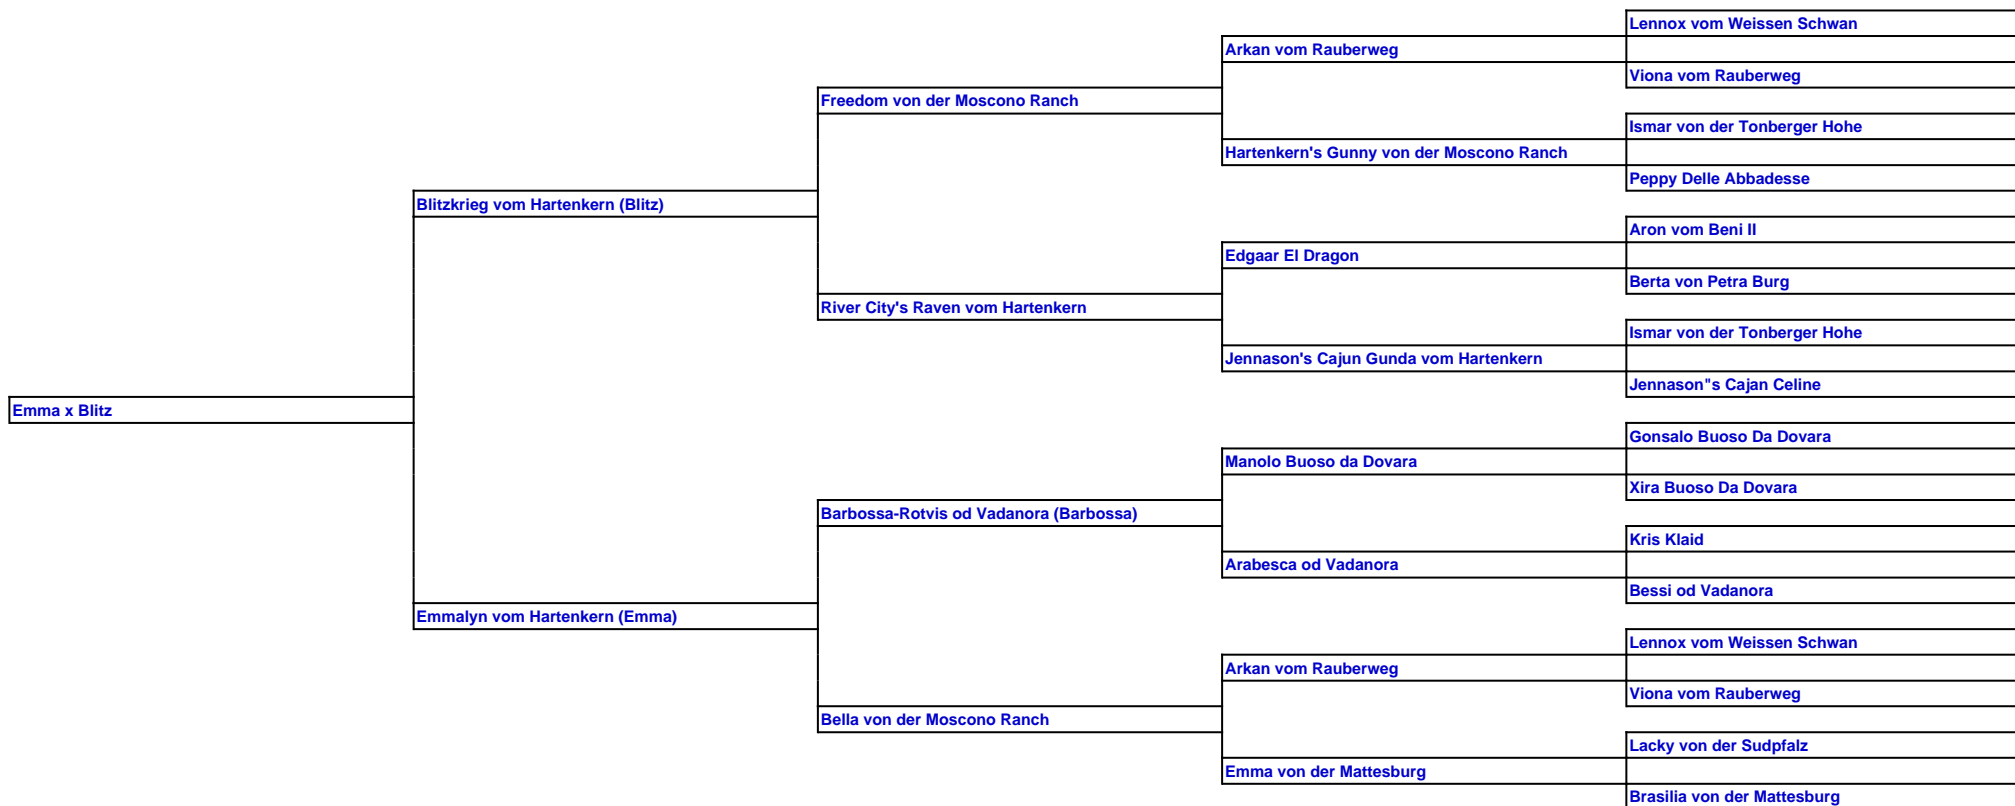 Lennox vom Weissen Schwan
Arkan vom Rauberweg
Viona vom Rauberweg
Freedom von der Moscono Ranch
Ismar von der Tonberger Hohe
Hartenkern's Gunny von der Moscono Ranch
Peppy Delle Abbadesse
Blitzkrieg vom Hartenkern (Blitz)
Aron vom Beni II
Edgaar El Dragon
Berta von Petra Burg
River City's Raven vom Hartenkern
Ismar von der Tonberger Hohe
Jennason's Cajun Gunda vom Hartenkern
Jennason"s Cajan Celine
Emma x Blitz
Gonsalo Buoso Da Dovara
Manolo Buoso da Dovara
Xira Buoso Da Dovara
Barbossa-Rotvis od Vadanora (Barbossa)
Kris Klaid
Arabesca od Vadanora
Bessi od Vadanora
Emmalyn vom Hartenkern (Emma)
Lennox vom Weissen Schwan
Arkan vom Rauberweg
Viona vom Rauberweg
Bella von der Moscono Ranch
Lacky von der Sudpfalz
Emma von der Mattesburg
Brasilia von der Mattesburg